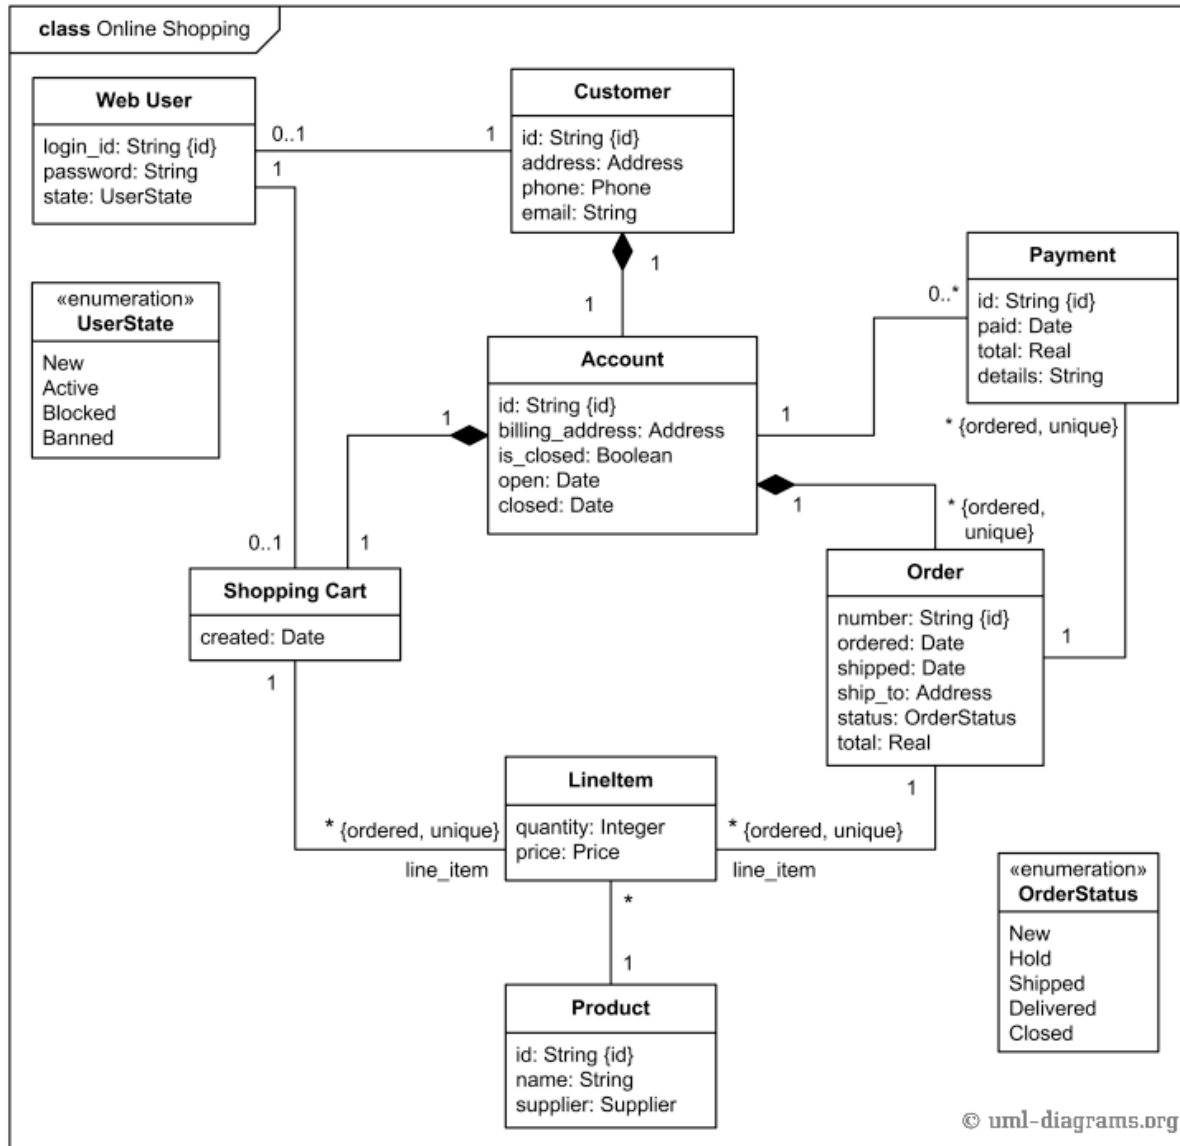 class Online Shopping
Web User
login_id: String {id}
password: String
state: UserState
0..1
1
1
Customer
id: String {id}
address: Address
phone: Phone
email: String
1
1
«enumeration»
UserState
New
Active
Blocked
Banned
Payment
id: String {id}
paid: Date
total: Real
details: String
0..*
1
* {ordered, unique}
Account
id: String {id}
billing_address: Address
is_closed: Boolean
open: Date
closed: Date
1
1
* {ordered,
unique}
0..1
1
Shopping Cart
created: Date
1
Order
number: String {id}
ordered: Date
shipped: Date
ship_to: Address
status: OrderStatus
total: Real
1
1
LineItem
quantity: Integer
price: Price
* {ordered, unique}
line_item
* {ordered, unique}
line_item
*
1
Product
id: String {id}
name: String
supplier: Supplier
«enumeration»
OrderStatus
New
Hold
Shipped
Delivered
Closed
© uml-diagrams.org